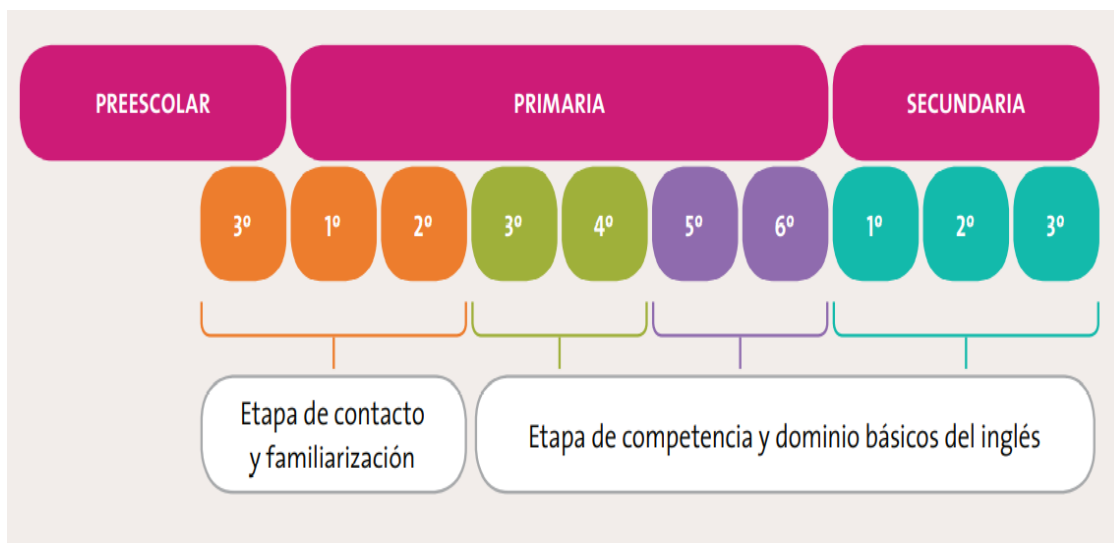 PREESCOLAR PRIMARIA SECUNDARIA
3º 1º 2º 3º 4º 5º 6º 1º 2º 3º
Etapa de contacto
y familiarización
Etapa de competencia y dominio básicos del inglés